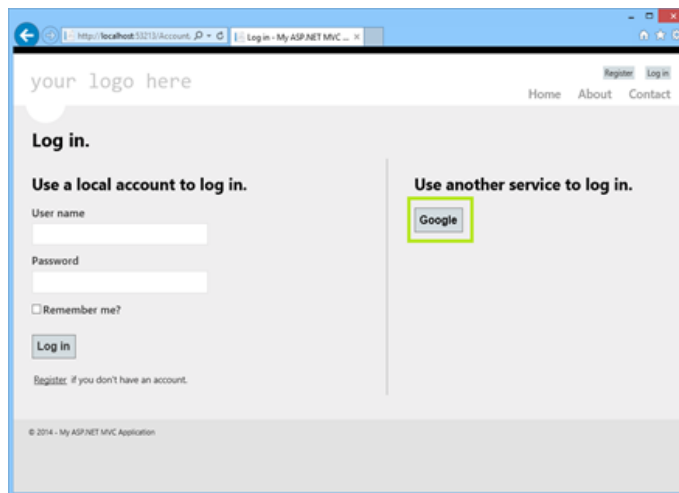 http://localhost:53213/Account.
Log in - My ASP.NET MVC ...
your logo here
Register Log in
Home About Contact
Log in.
Use a local account to log in.
User name
Password
Remember me?
Log in
Register if you don't have an account.
Use another service to log in.
Google
© 2014 - My ASP.NET MVC Application